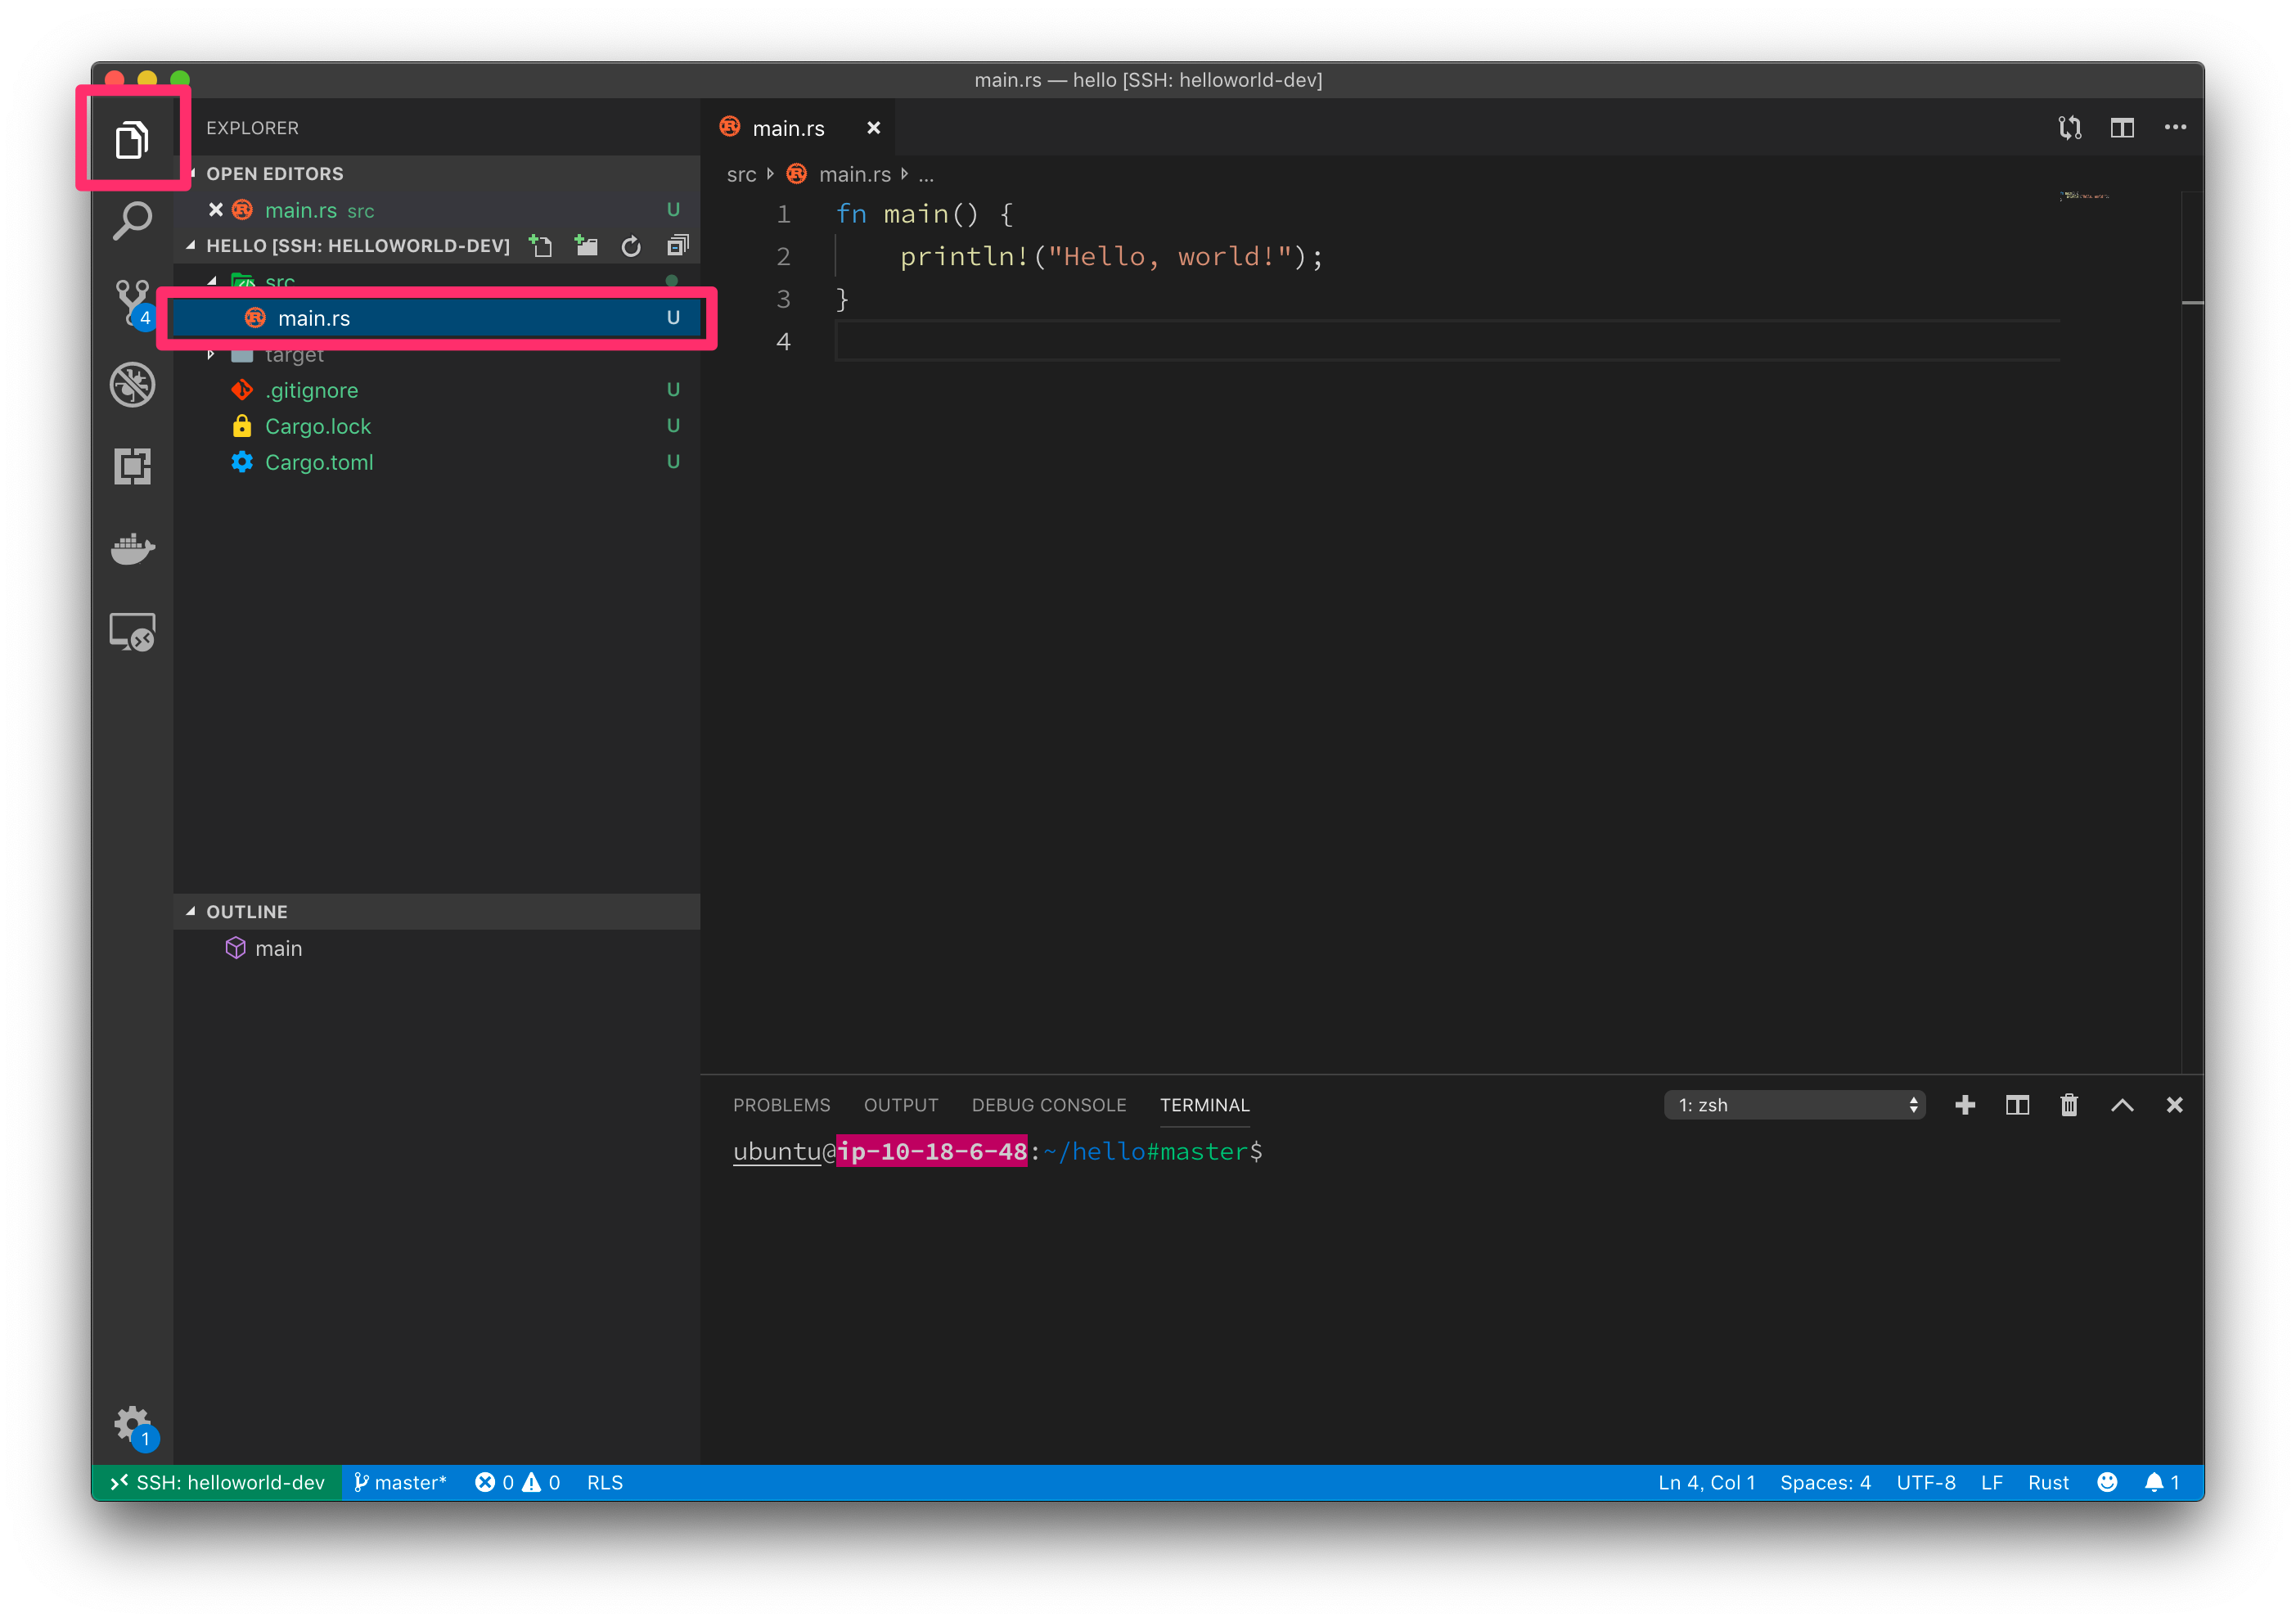 main.rs — hello [SSH: helloworld-dev]
EXPLORER
OPEN EDITORS
main.rs src U
HELLO [SSH: HELLOWORLD-DEV]
src
main.rs U
target
.gitignore U
Cargo.lock U
Cargo.toml U
4
OUTLINE
main
1
main.rs
src main.rs ...
1 fn main() {
2     println!("Hello, world!");
3 }
4
PROBLEMS OUTPUT DEBUG CONSOLE TERMINAL 1: zsh
ubuntu@ip-10-18-6-48:~/hello#master$
SSH: helloworld-dev master* 0 0 RLS Ln 4, Col 1 Spaces: 4 UTF-8 LF Rust 1